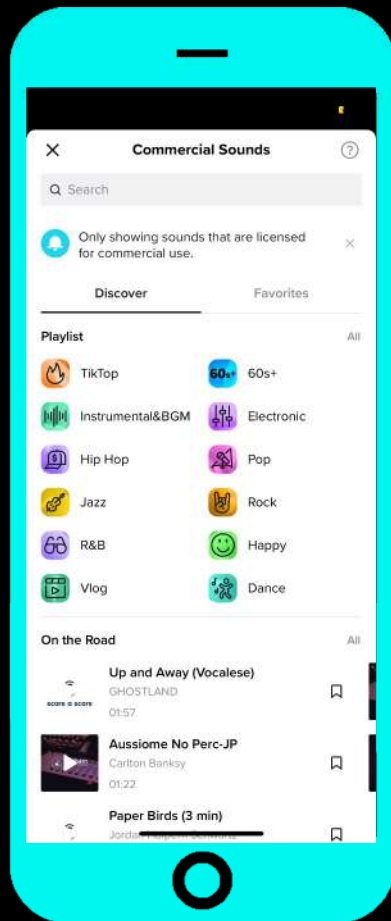 Commercial Sounds
Search
Only showing sounds that are licensed
for commercial use.
Discover Favorites
Playlist All
TikTop 60s+ 60s+
Instrumental&BGM Electronic
Hip Hop Pop
Jazz Rock
R&B Happy
Vlog Dance
On the Road All
Up and Away (Vocalese)
GHOSTLAND
score a score
01:57
Aussiome No Perc-JP
Carlton Banksy
01:22
Paper Birds (3 min)